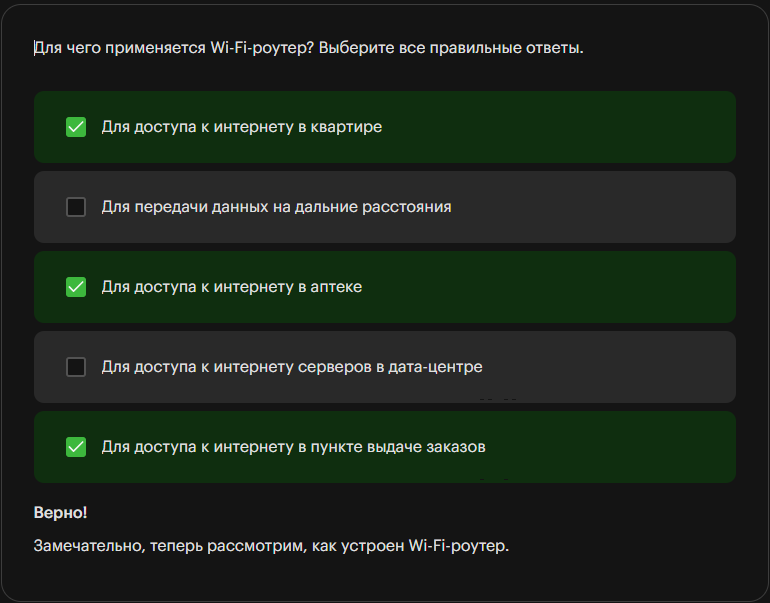 Для чего применяется Wi-Fi-роутер? Выберите все правильные ответы.
Для доступа к интернету в квартире
Для передачи данных на дальние расстояния
Для доступа к интернету в аптеке
Для доступа к интернету серверов в дата-центре
Для доступа к интернету в пункте выдаче заказов
Верно!
Замечательно, теперь рассмотрим, как устроен Wi-Fi-роутер.